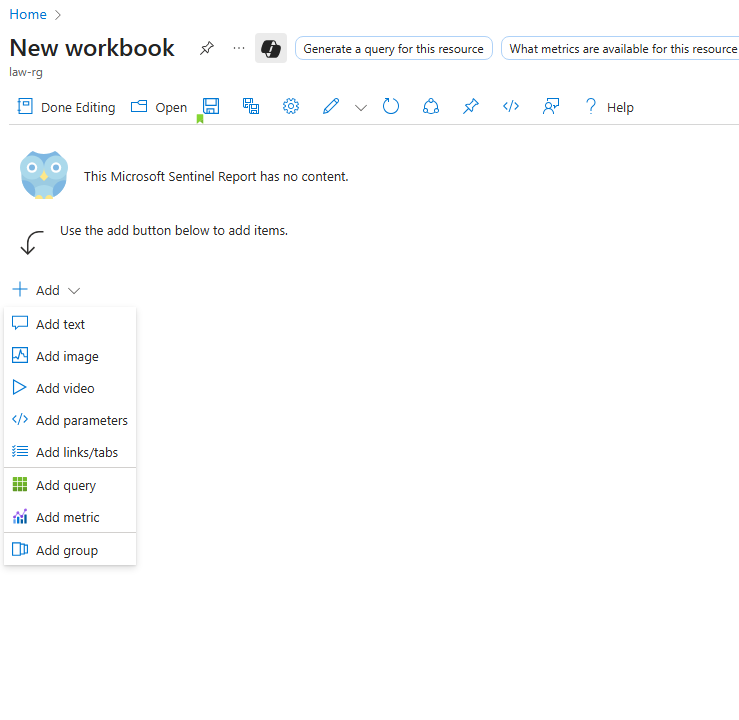 Home
New workbook
Generate a query for this resource
What metrics are available for this resource
law-rg
Done Editing
Open
Help
This Microsoft Sentinel Report has no content.
Use the add button below to add items.
Add
Add text
Add image
Add video
Add parameters
Add links/tabs
Add query
Add metric
Add group